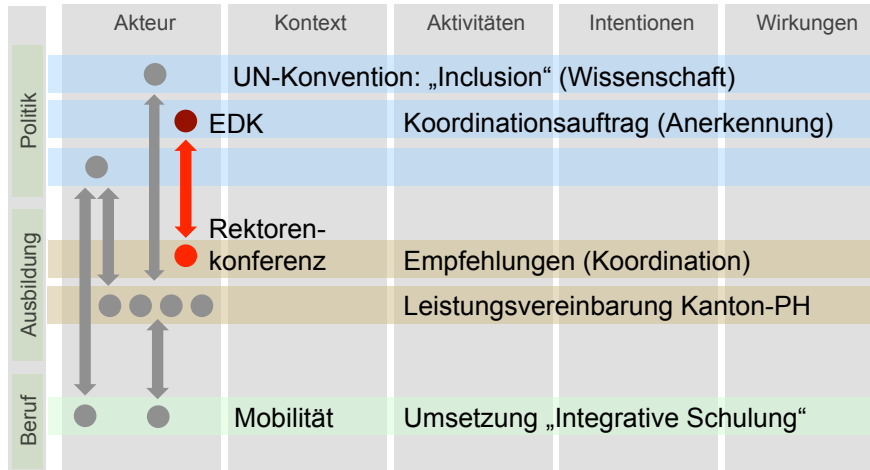 Akteur
Kontext
Aktivitäten
Intentionen
Wirkungen
Politik
UN-Konvention: „Inclusion“ (Wissenschaft)
EDK
Koordinationsauftrag (Anerkennung)
Ausbildung
Rektoren-
konferenz
Empfehlungen (Koordination)
Leistungsvereinbarung Kanton-PH
Beruf
Mobilität
Umsetzung „Integrative Schulung“